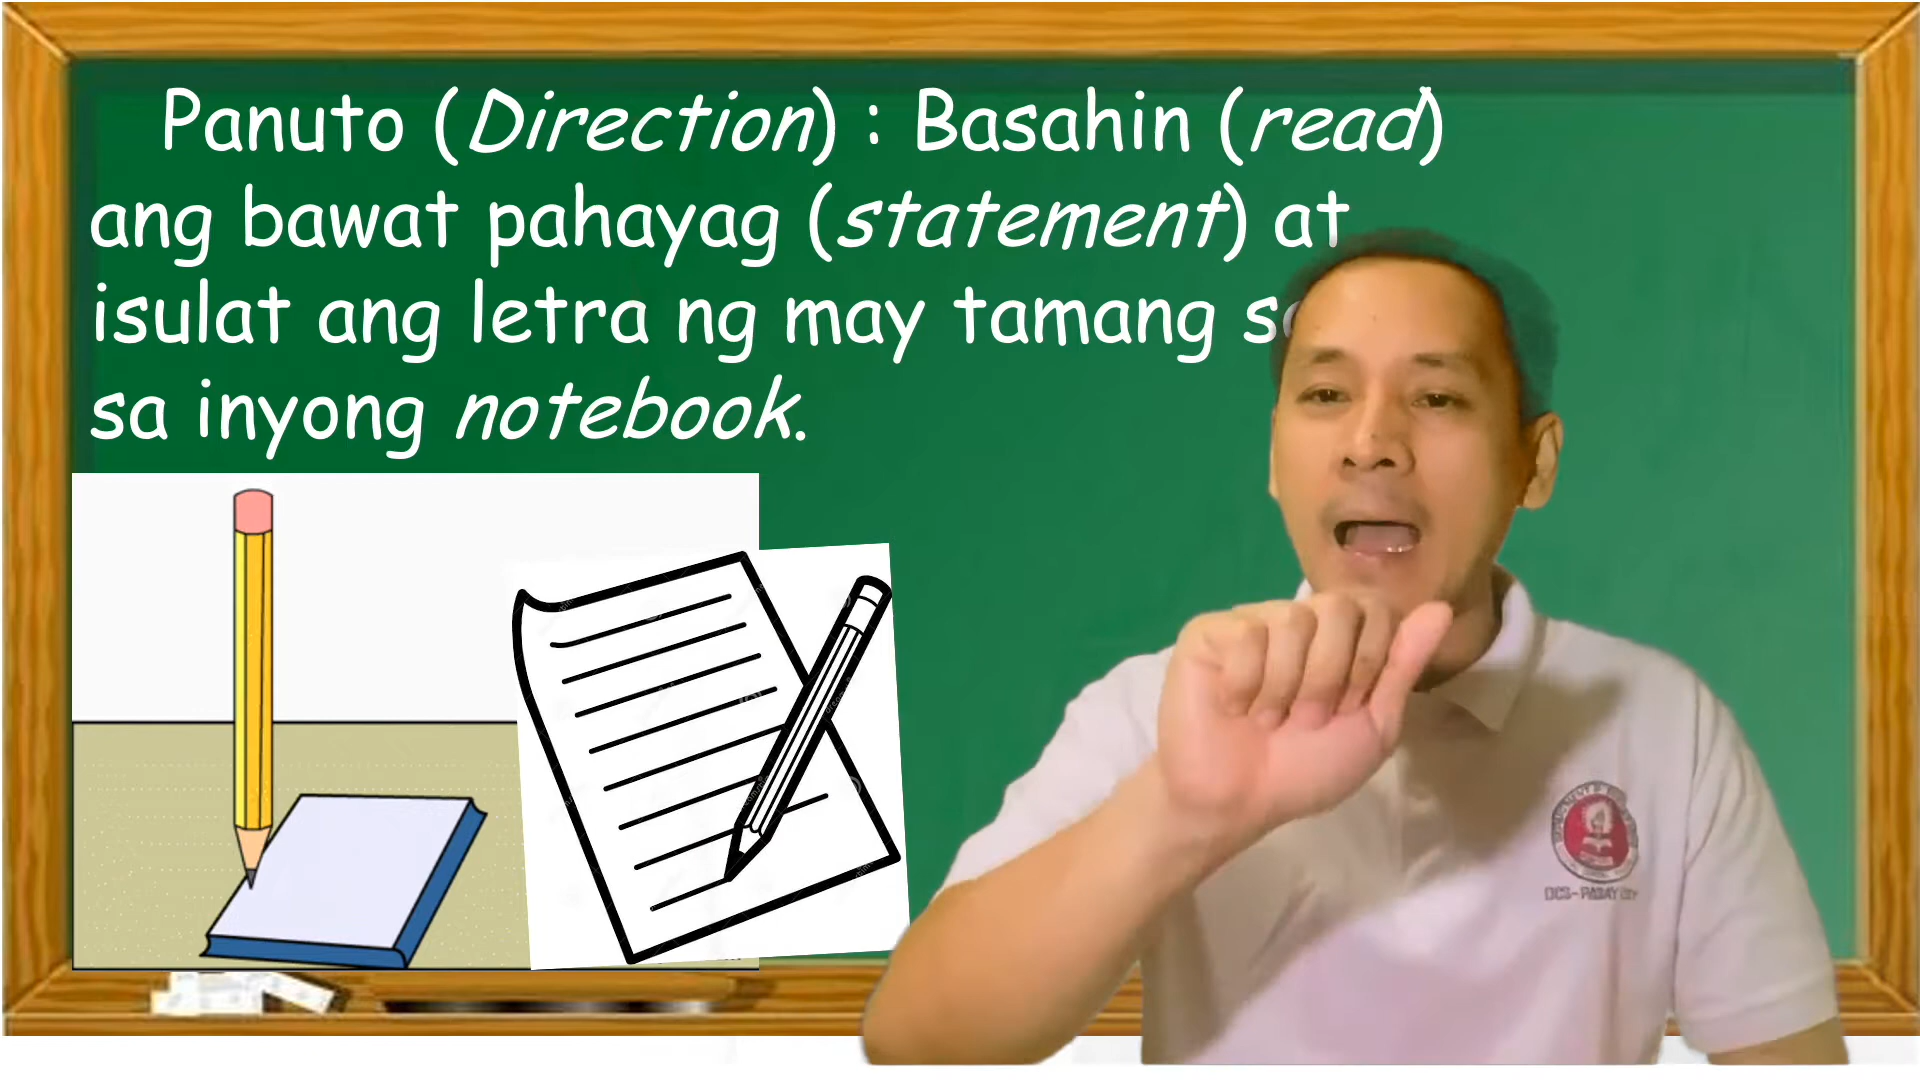 Panuto (Direction) : Basahin (read)
ang bawat pahayag (statement) at
isulat ang letra ng may tamang
sa inyong notebook.